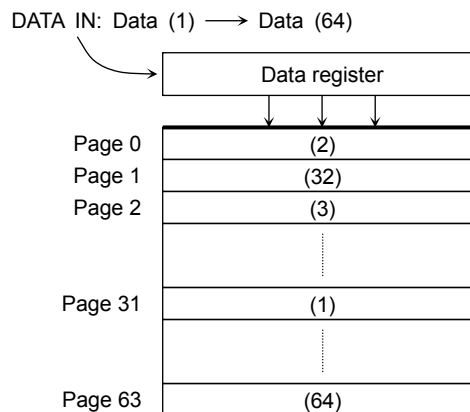 DATA IN: Data (1) → Data (64)
Data register
Page 0 (2)
Page 1 (32)
Page 2 (3)
Page 31 (1)
Page 63 (64)